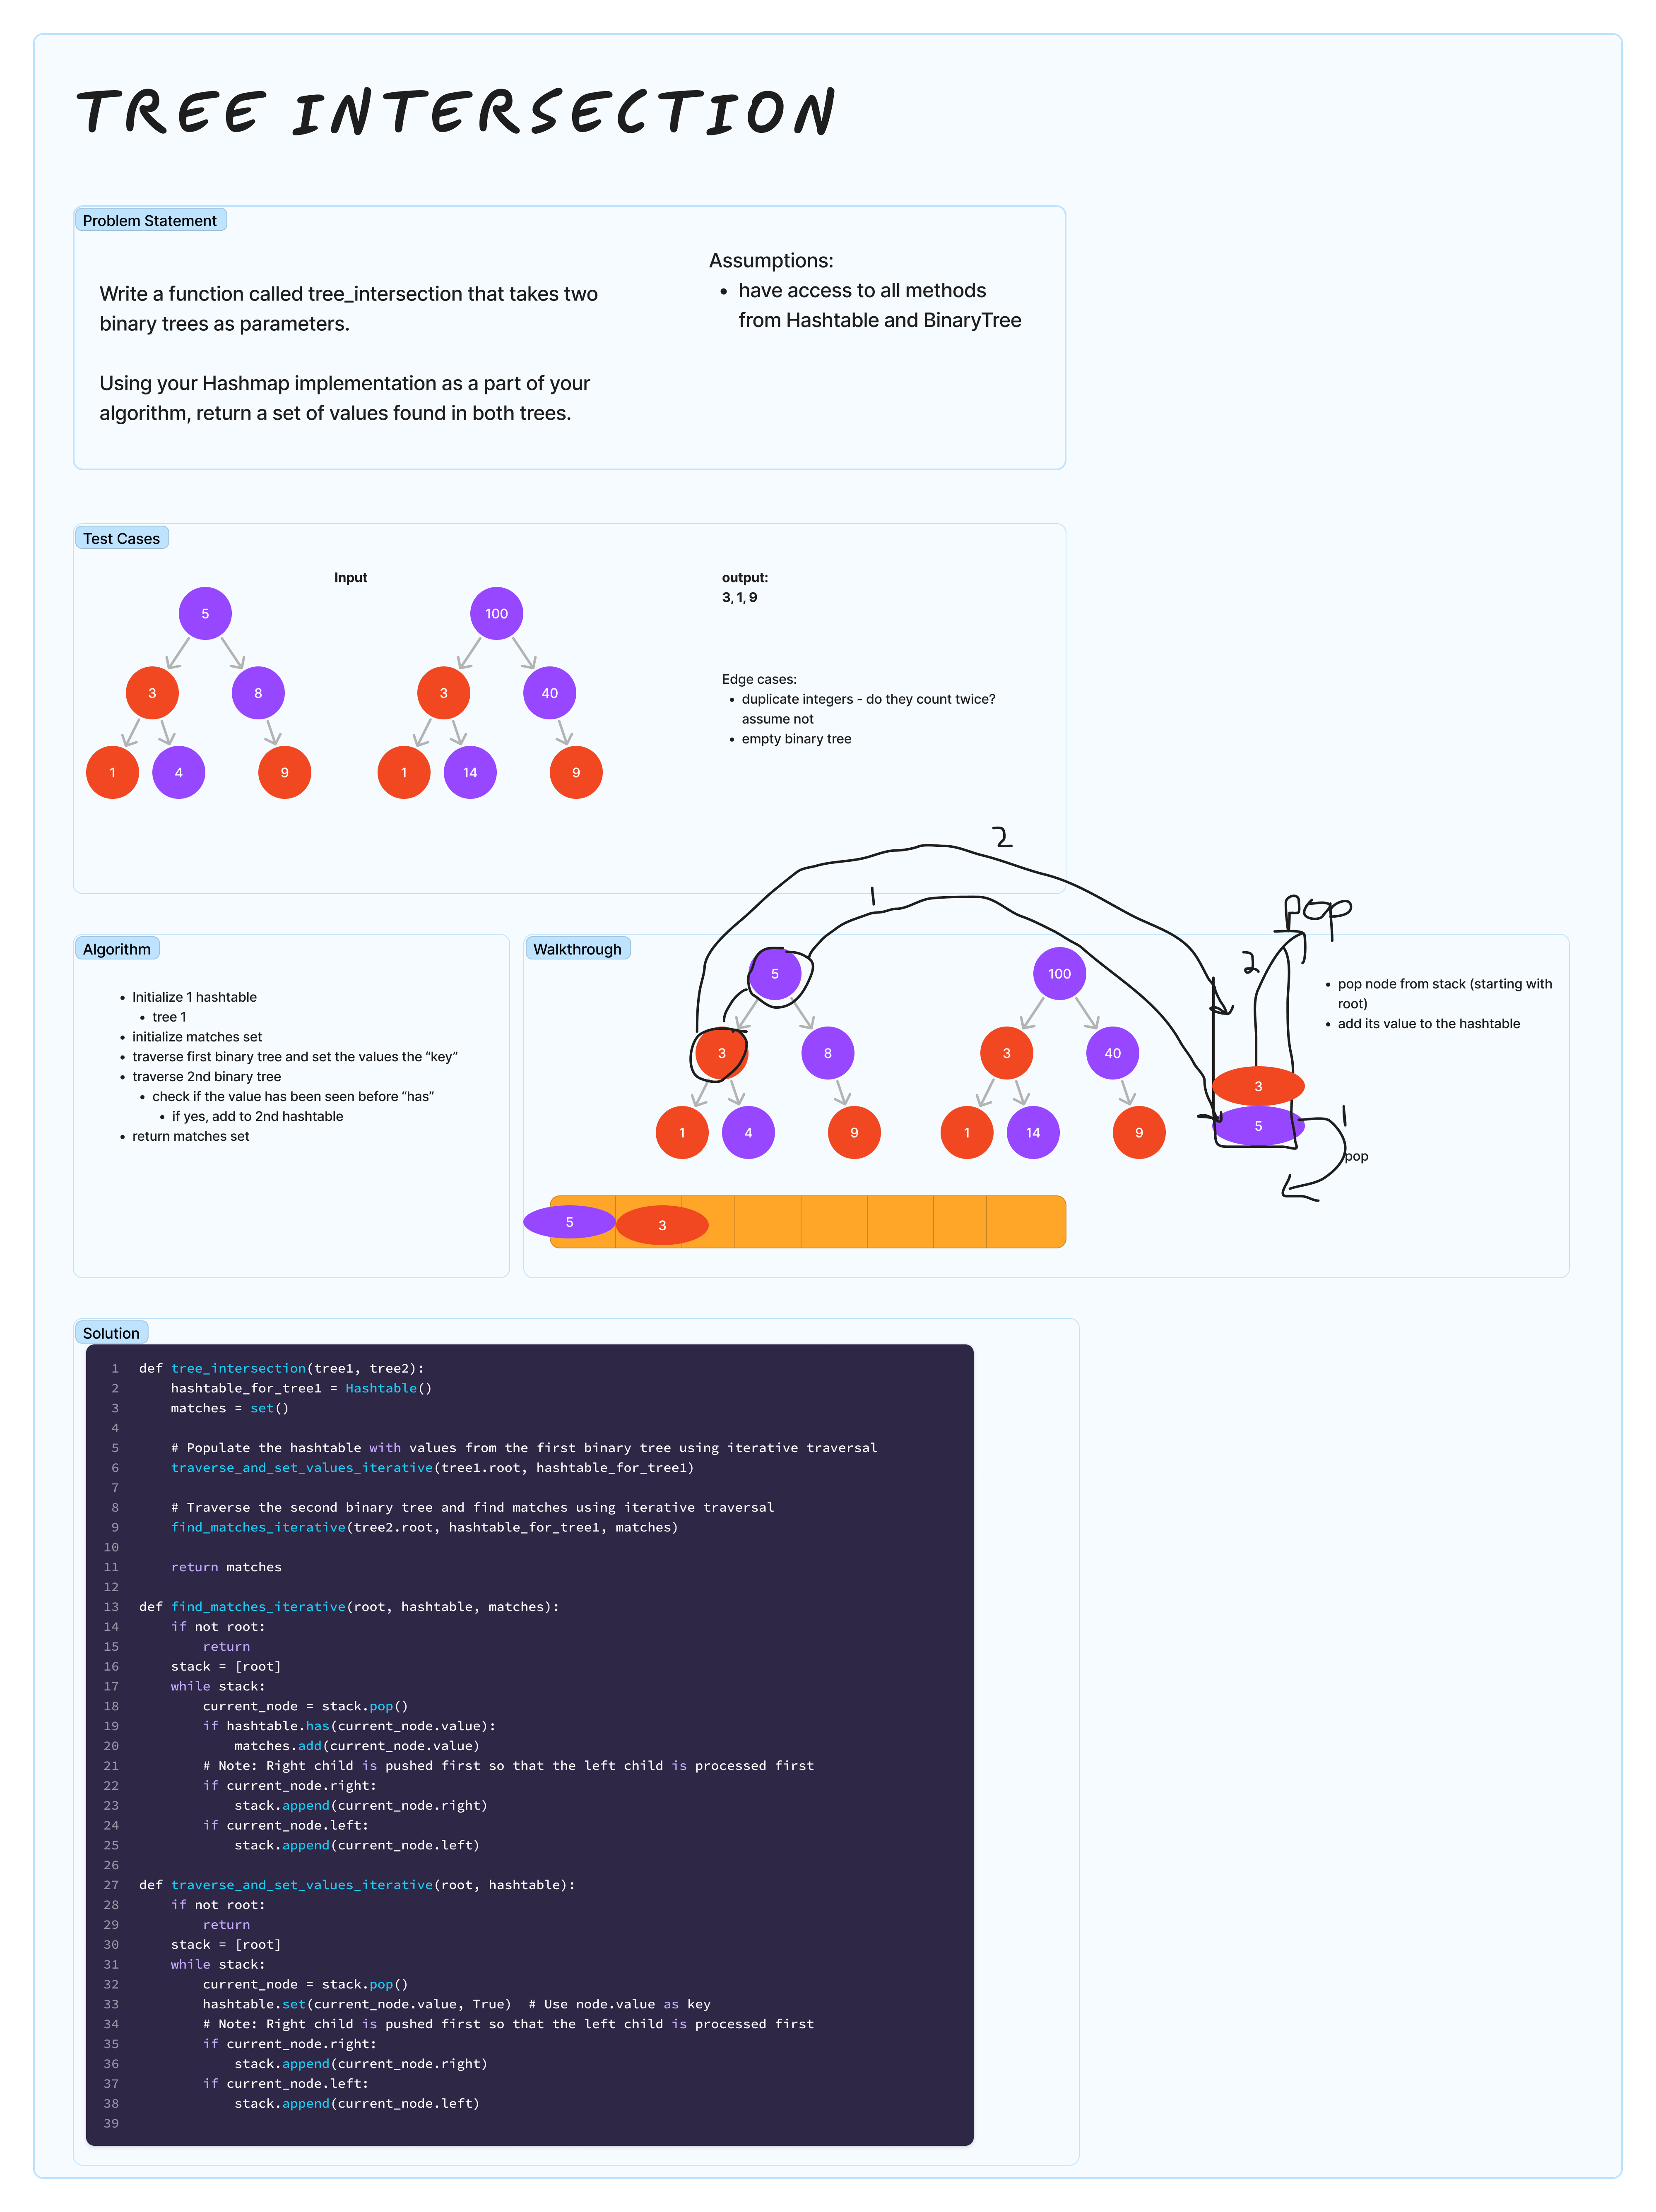 TREE INTERSECTION
Problem Statement
Write a function called tree_intersection that takes two
binary trees as parameters.
Using your Hashmap implementation as a part of your
algorithm, return a set of values found in both trees.
Assumptions:
• have access to all methods
from Hashtable and BinaryTree
Test Cases
Input
5
3
8
1
4
9
100
3
40
1
14
9
output:
3, 1, 9
Edge cases:
• duplicate integers - do they count twice?
assume not
• empty binary tree
Algorithm
• Initialize 1 hashtable
• tree 1
• initialize matches set
• traverse first binary tree and set the values the “key”
• traverse 2nd binary tree
• check if the value has been seen before “has”
• if yes, add to 2nd hashtable
• return matches set
Walkthrough
2
1
5
3
8
1
4
9
100
3
40
1
14
9
pop
2
3
5
1
pop
• pop node from stack (starting with
root)
• add its value to the hashtable
5
3
Solution
1 def tree_intersection(tree1, tree2):
2     hashtable_for_tree1 = Hashtable()
3     matches = set()
4
5     # Populate the hashtable with values from the first binary tree using iterative traversal
6     traverse_and_set_values_iterative(tree1.root, hashtable_for_tree1)
7
8     # Traverse the second binary tree and find matches using iterative traversal
9     find_matches_iterative(tree2.root, hashtable_for_tree1, matches)
10
11     return matches
12
13 def find_matches_iterative(root, hashtable, matches):
14     if not root:
15         return
16     stack = [root]
17     while stack:
18         current_node = stack.pop()
19         if hashtable.has(current_node.value):
20             matches.add(current_node.value)
21         # Note: Right child is pushed first so that the left child is processed first
22         if current_node.right:
23             stack.append(current_node.right)
24         if current_node.left:
25             stack.append(current_node.left)
26
27 def traverse_and_set_values_iterative(root, hashtable):
28     if not root:
29         return
30     stack = [root]
31     while stack:
32         current_node = stack.pop()
33         hashtable.set(current_node.value, True)  # Use node.value as key
34         # Note: Right child is pushed first so that the left child is processed first
35         if current_node.right:
36             stack.append(current_node.right)
37         if current_node.left:
38             stack.append(current_node.left)
39